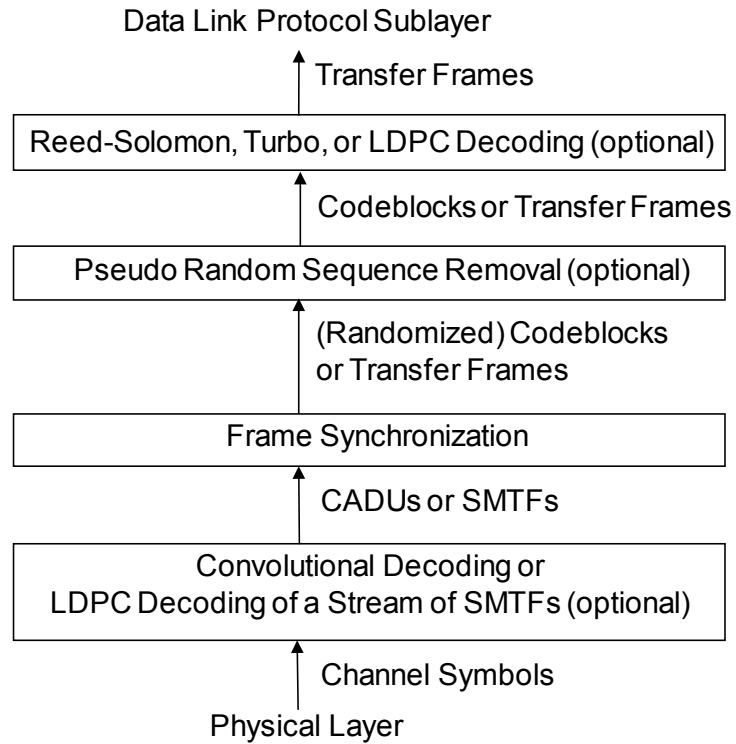 Data Link Protocol Sublayer
Transfer Frames
Reed-Solomon, Turbo, or LDPC Decoding (optional)
Codeblocks or Transfer Frames
Pseudo Random Sequence Removal (optional)
(Randomized) Codeblocks
or Transfer Frames
Frame Synchronization
CADUs or SMTFs
Convolutional Decoding or
LDPC Decoding of a Stream of SMTFs (optional)
Channel Symbols
Physical Layer